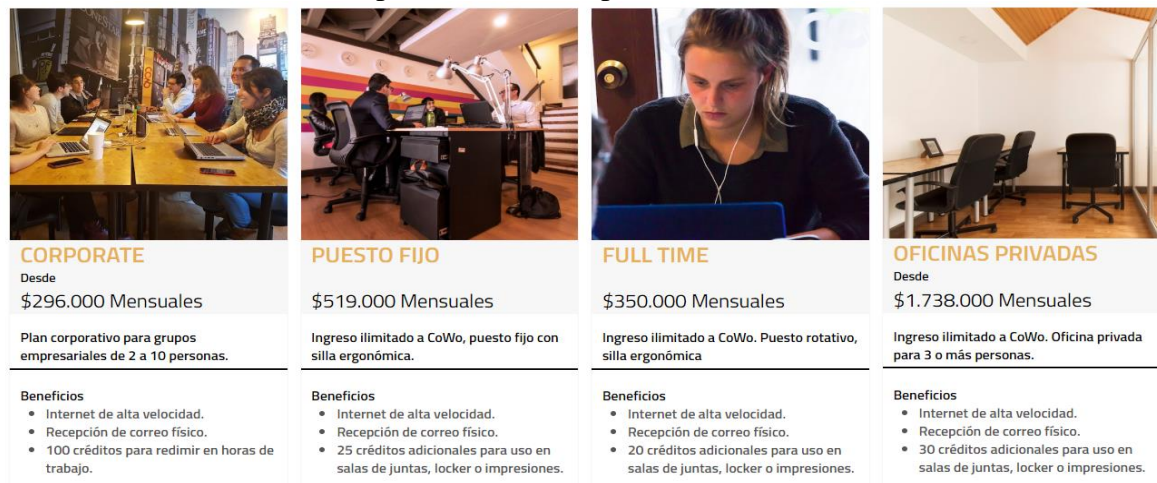 CORPORATE
Desde
$296.000 Mensuales
Plan corporativo para grupos
empresariales de 2 a 10 personas.
Beneficios
• Internet de alta velocidad.
• Recepción de correo físico.
• 100 créditos para redimir en horas de
trabajo.
PUESTO FIJO
$519.000 Mensuales
Ingreso ilimitado a CoWo, puesto fijo con
silla ergonómica.
Beneficios
• Internet de alta velocidad.
• Recepción de correo físico.
• 25 créditos adicionales para uso en
salas de juntas, locker o impresiones.
FULL TIME
$350.000 Mensuales
Ingreso ilimitado a CoWo. Puesto rotativo,
silla ergonómica
Beneficios
• Internet de alta velocidad.
• Recepción de correo físico.
• 20 créditos adicionales para uso en
salas de juntas, locker o impresiones.
OFICINAS PRIVADAS
Desde
$1.738.000 Mensuales
Ingreso ilimitado a CoWo. Oficina privada
para 3 o más personas.
Beneficios
• Internet de alta velocidad.
• Recepción de correo físico.
• 30 créditos adicionales para uso en
salas de juntas, locker o impresiones.